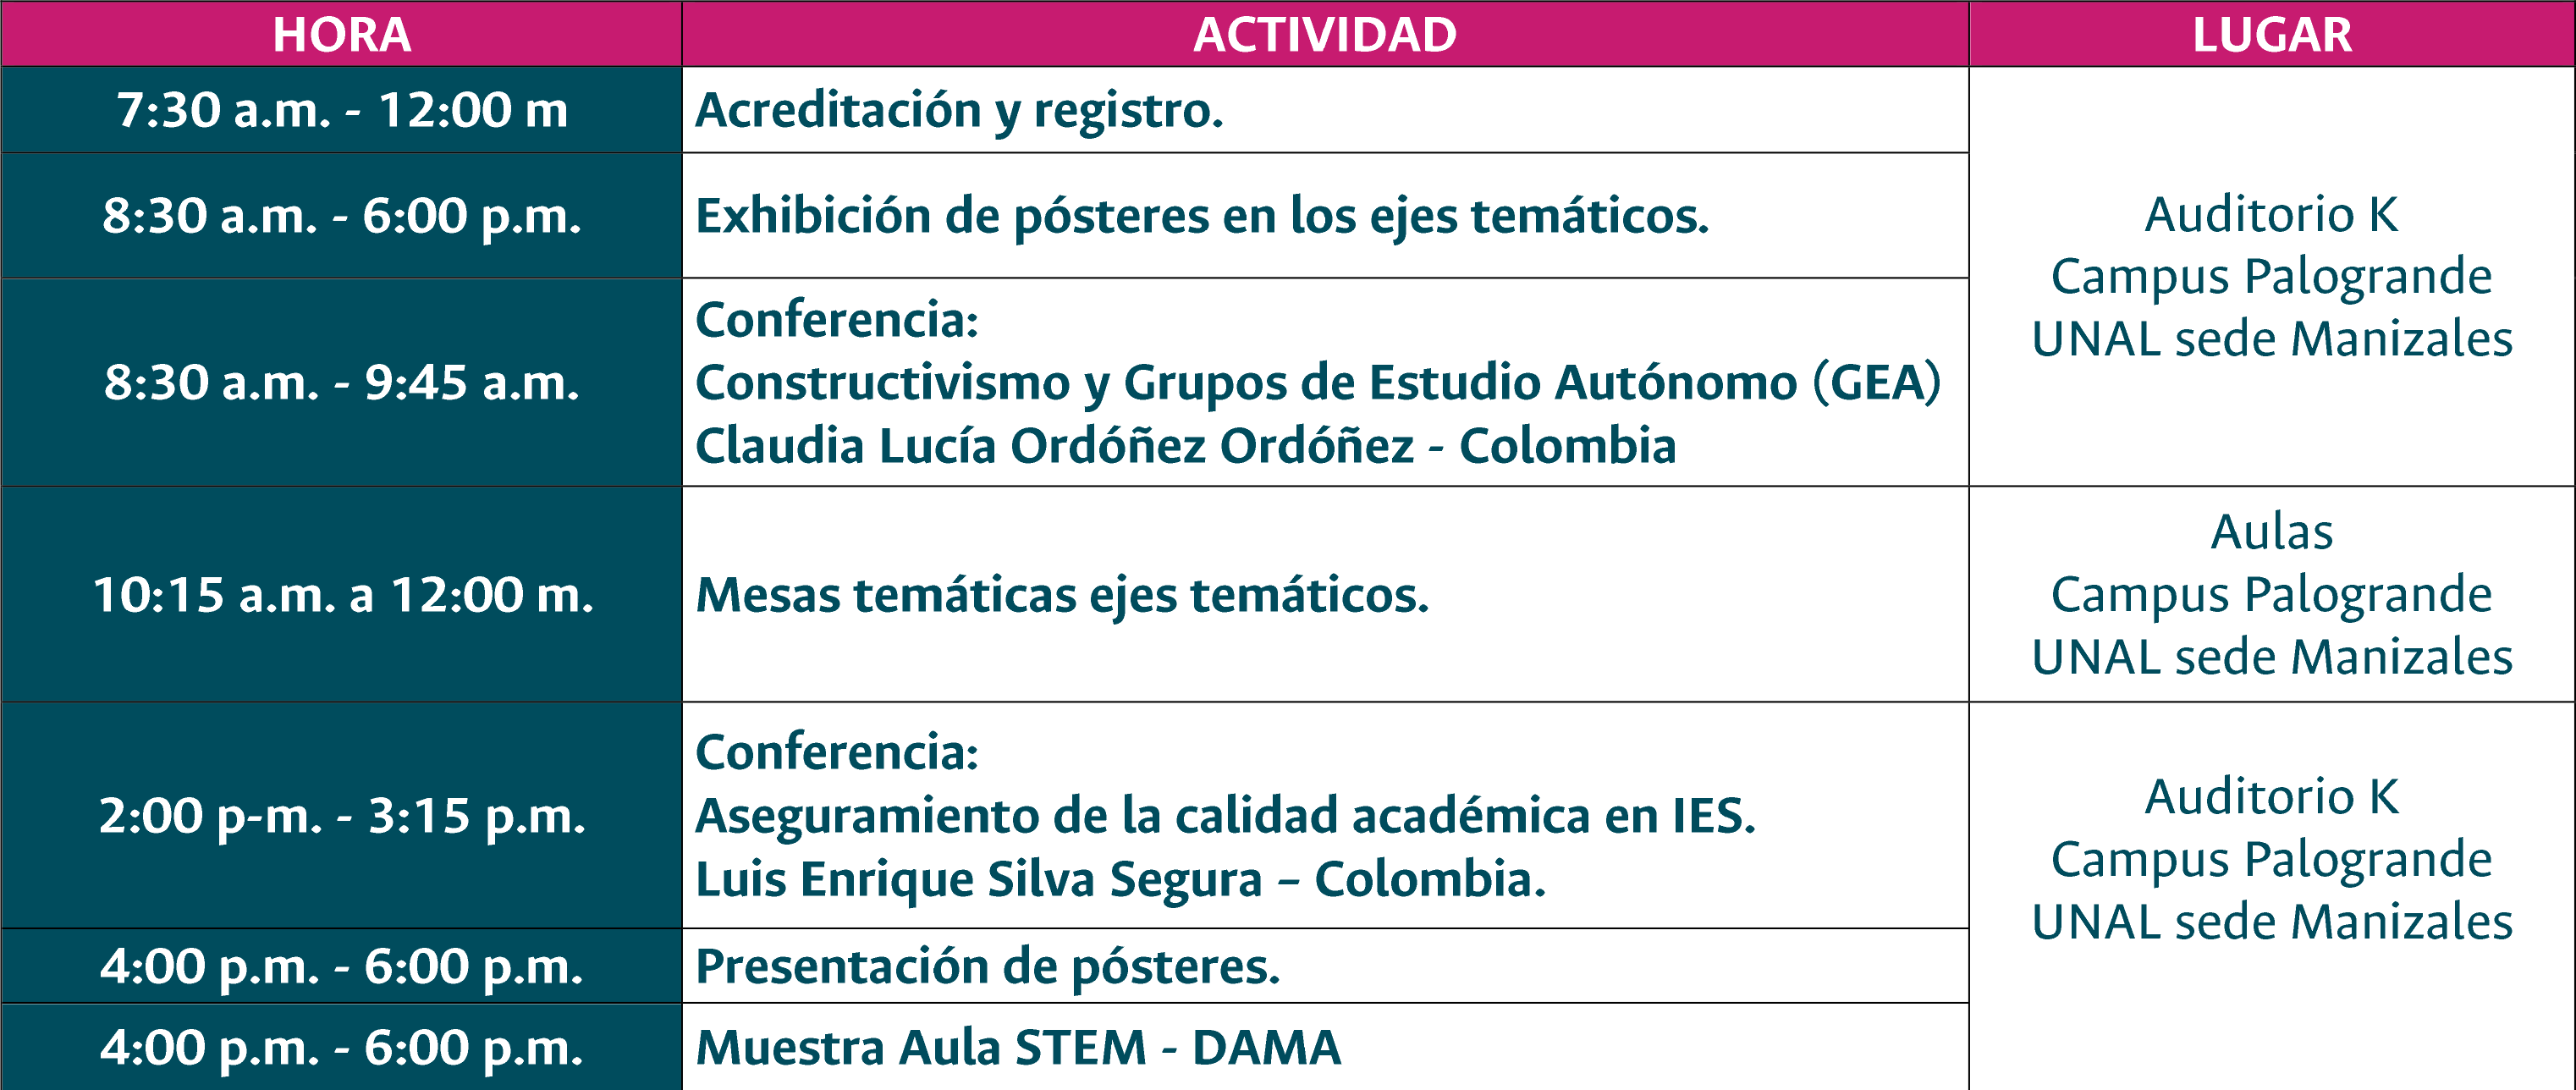 HORA ACTIVIDAD LUGAR
7:30 a.m. - 12:00 m Acreditación y registro.
8:30 a.m. - 6:00 p.m. Exhibición de pósteres en los ejes temáticos.
Auditorio K
Campus Palogrande
UNAL sede Manizales
8:30 a.m. - 9:45 a.m.
Conferencia:
Constructivismo y Grupos de Estudio Autónomo (GEA)
Claudia Lucía Ordóñez Ordóñez - Colombia
10:15 a.m. a 12:00 m. Mesas temáticas ejes temáticos.
Aulas
Campus Palogrande
UNAL sede Manizales
2:00 p-m. - 3:15 p.m.
Conferencia:
Aseguramiento de la calidad académica en IES.
Luis Enrique Silva Segura – Colombia.
Auditorio K
Campus Palogrande
UNAL sede Manizales
4:00 p.m. - 6:00 p.m. Presentación de pósteres.
4:00 p.m. - 6:00 p.m. Muestra Aula STEM - DAMA